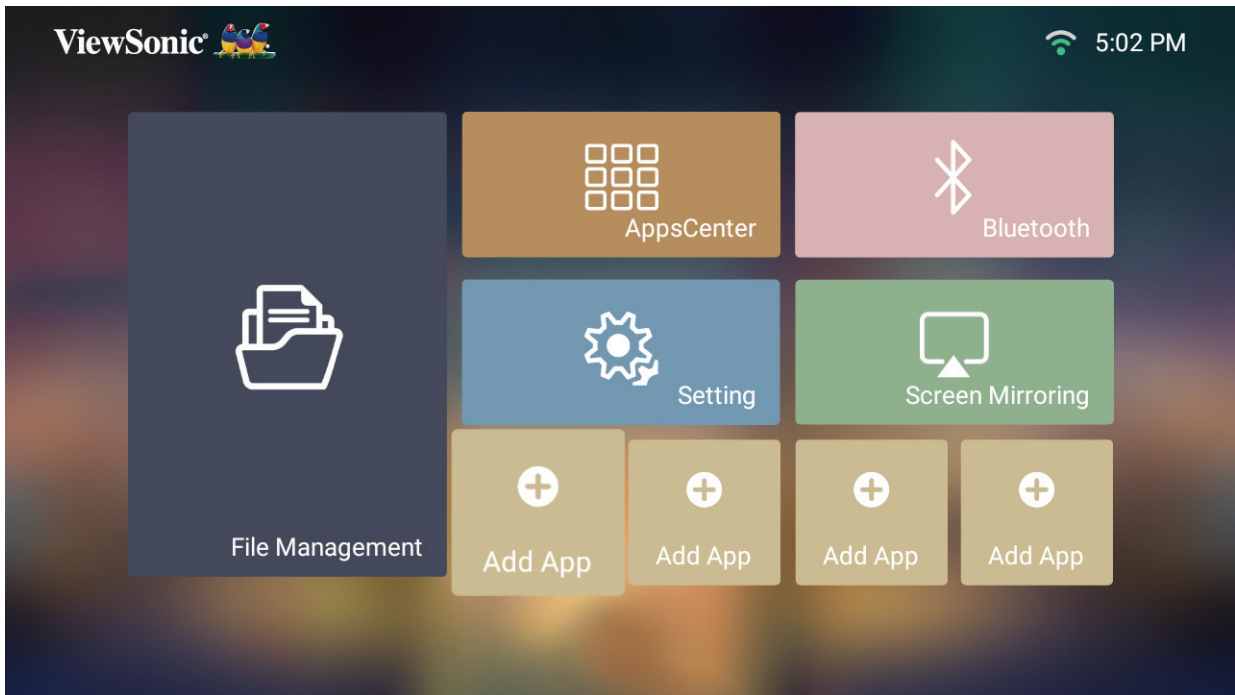 ViewSonic®
5:02 PM
AppsCenter
Bluetooth
Setting
Screen Mirroring
File Management
Add App
Add App
Add App
Add App